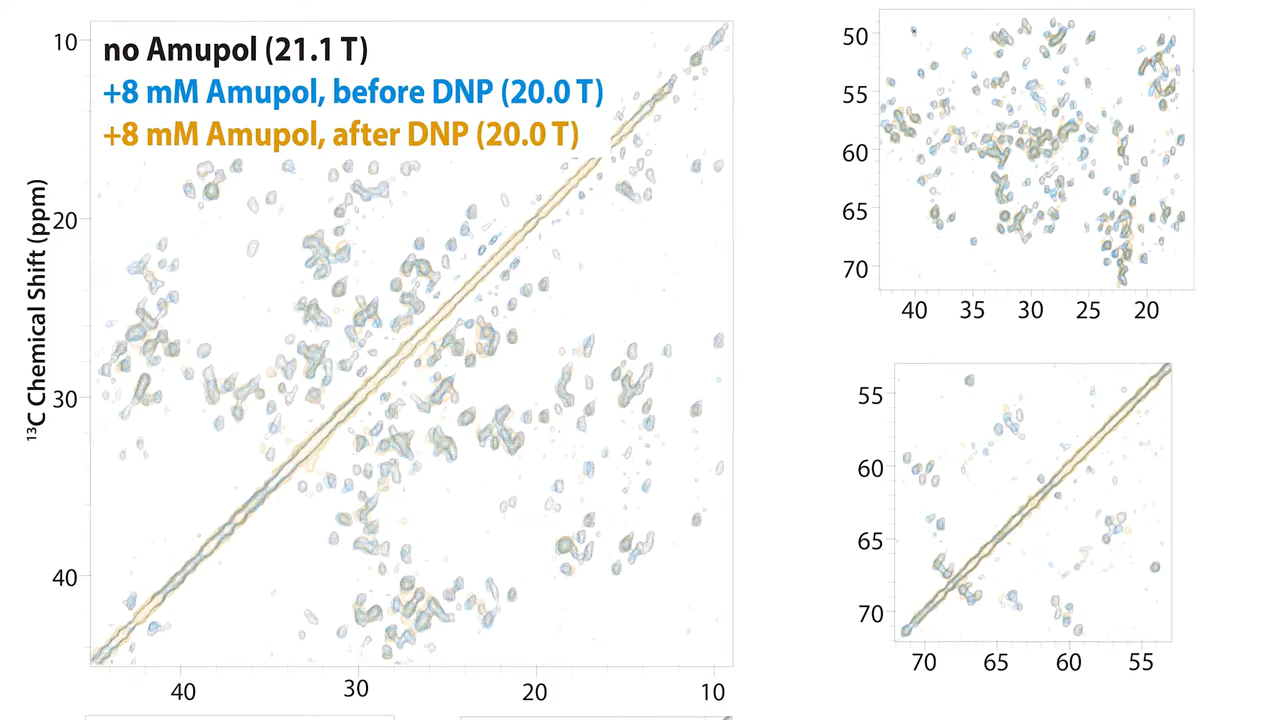 no Amupol (21.1 T)
+8 mM Amupol, before DNP (20.0 T)
+8 mM Amupol, after DNP (20.0 T)
¹³C Chemical Shift (ppm)
10
20
30
40
40 30 20 10
50
55
60
65
70
40 35 30 25 20
55
60
65
70
70 65 60 55